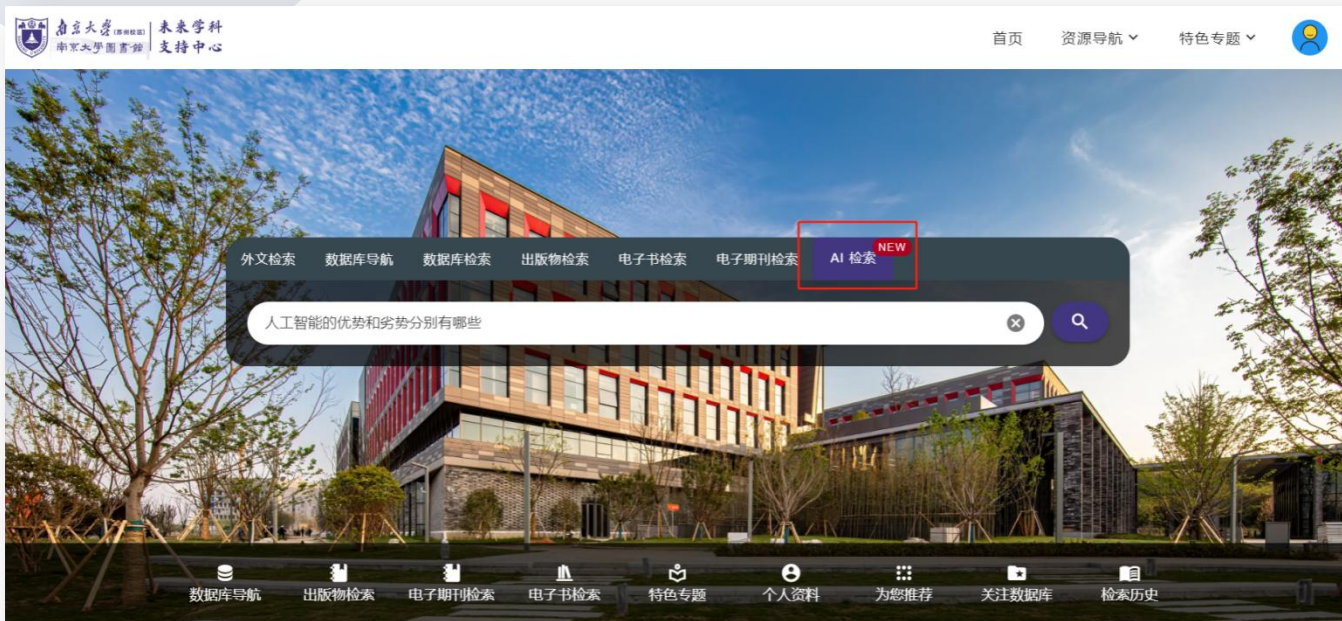 南京大学(苏州校区) 未来学科
南京大學圖書館 支持中心
首页 资源导航 特色专题
外文检索 数据库导航 数据库检索 出版物检索 电子书检索 电子期刊检索 AI 检索 NEW
人工智能的优势和劣势分别有哪些
数据库导航 出版物检索 电子期刊检索 电子书检索 特色专题 个人资料 为您推荐 关注数据库 检索历史